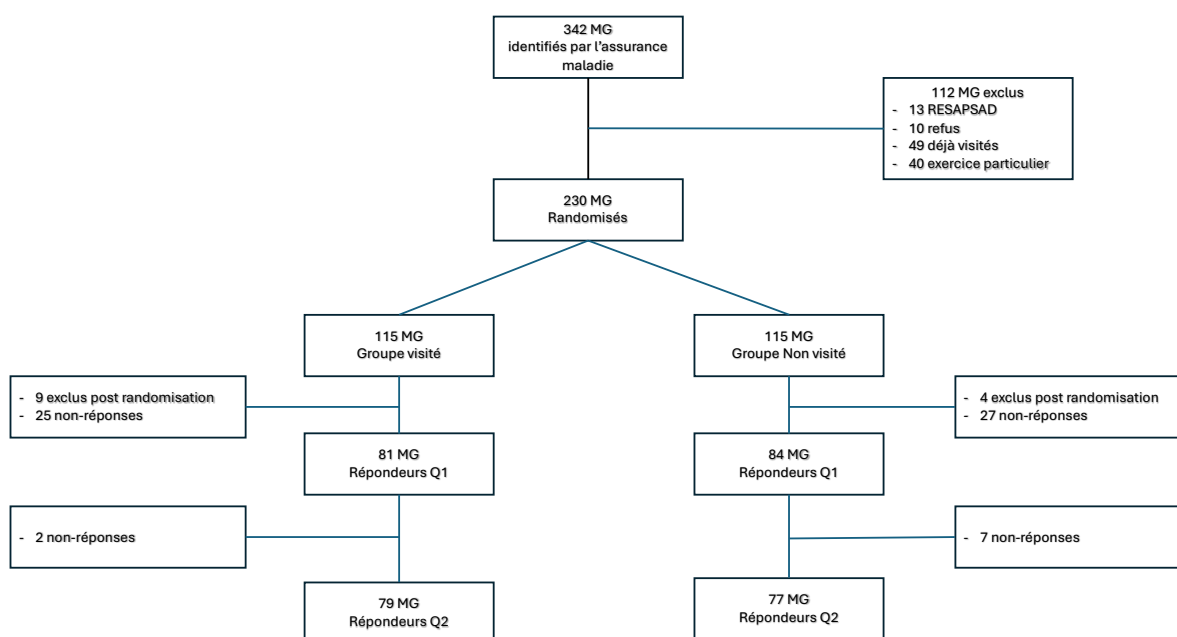 342 MG
identifiés par l’assurance
maladie
112 MG exclus
- 13 RESAPSAD
- 10 refus
- 49 déjà visités
- 40 exercice particulier
230 MG
Randomisés
115 MG
Groupe visité
115 MG
Groupe Non visité
- 9 exclus post randomisation
- 25 non-réponses
- 4 exclus post randomisation
- 27 non-réponses
81 MG
Répondeurs Q1
84 MG
Répondeurs Q1
- 2 non-réponses
- 7 non-réponses
79 MG
Répondeurs Q2
77 MG
Répondeurs Q2